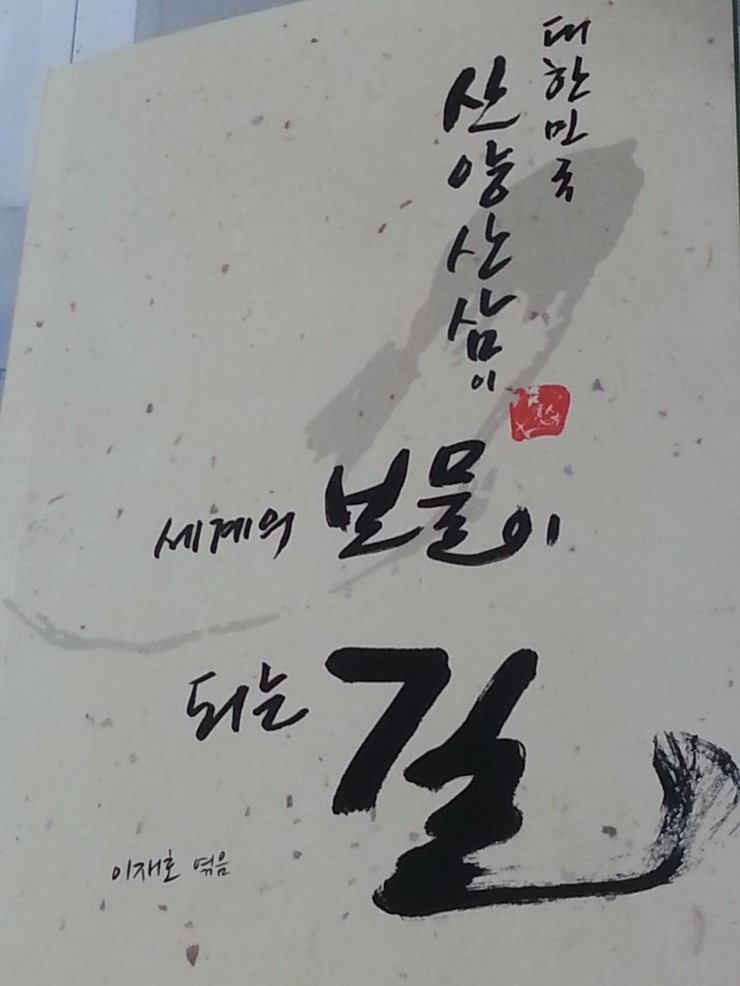 대한민국
산양산삼이
세계의 보물이
되는 길
이재호 엮음